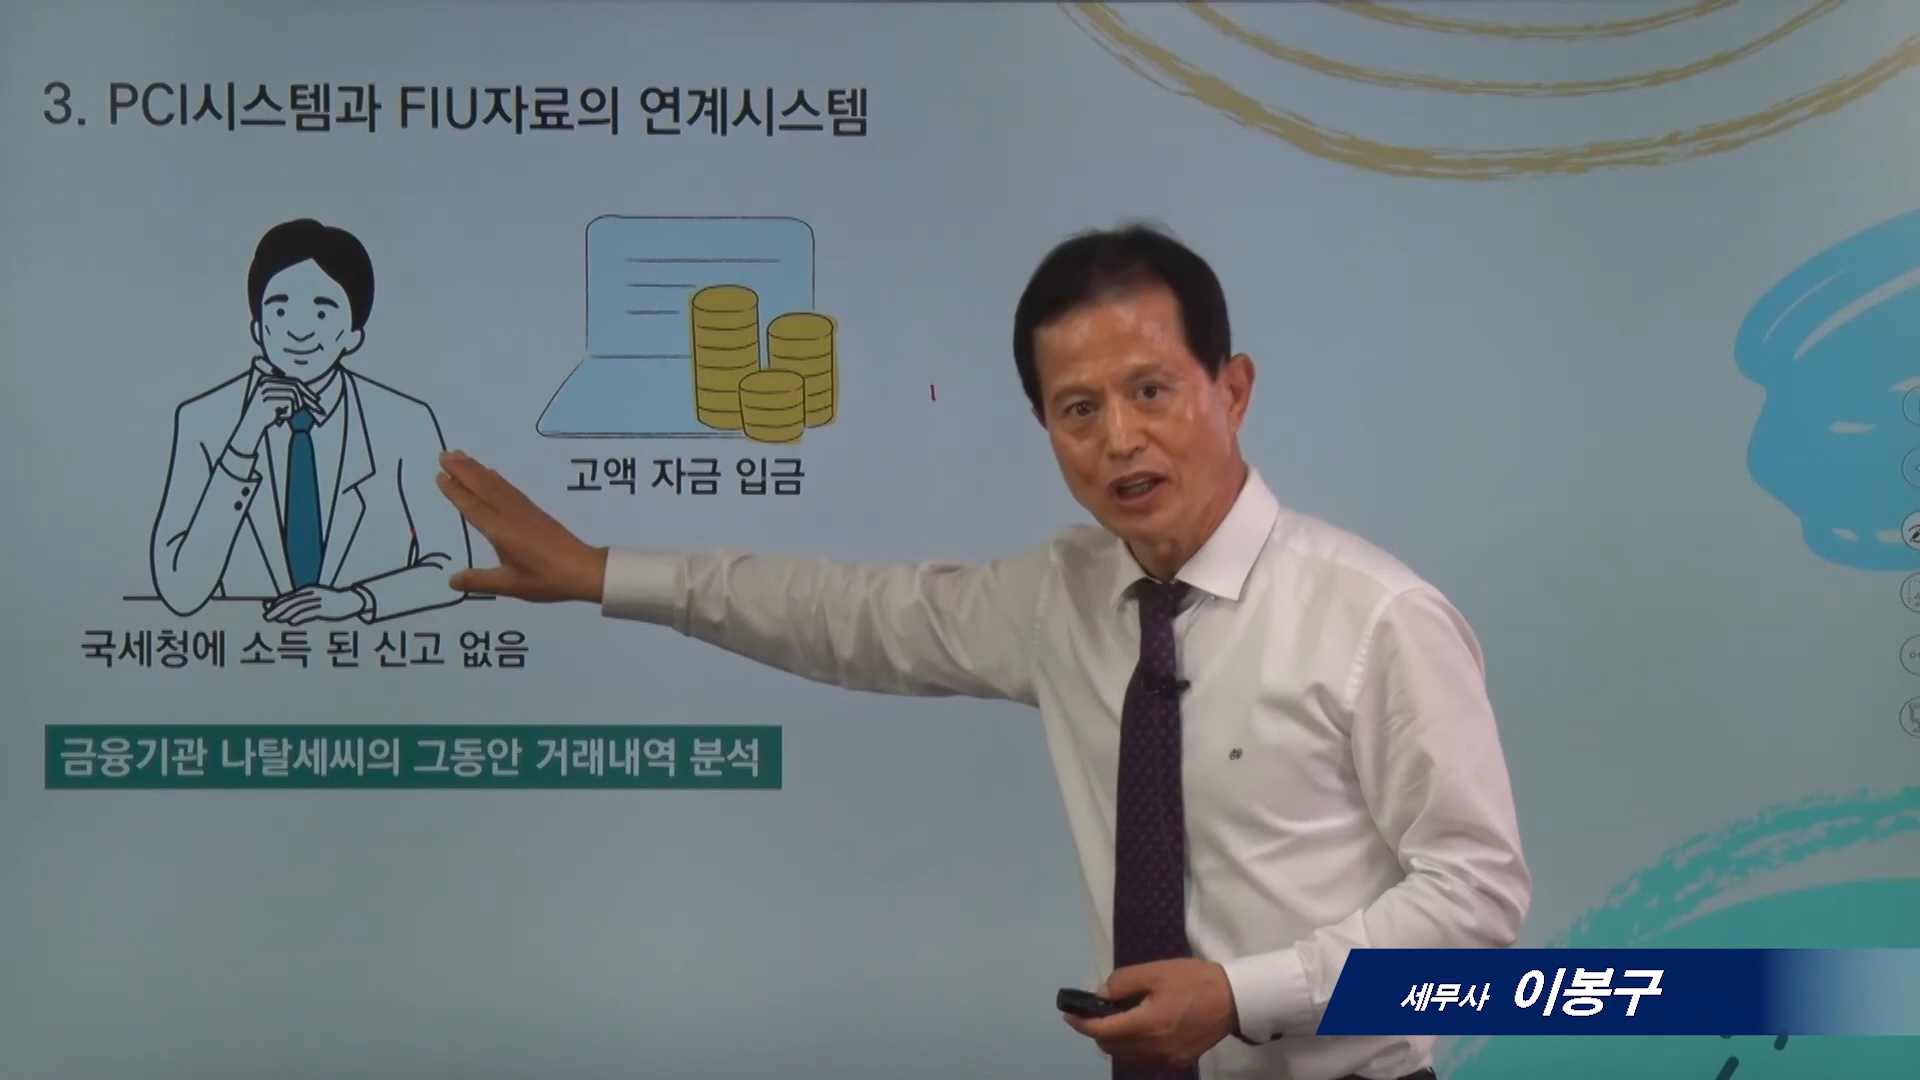 3. PCI시스템과 FIU자료의 연계시스템
고액 자금 입금
국세청에 소득 된 신고 없음
금융기관 나탈세씨의 그동안 거래내역 분석
세무사 이봉구